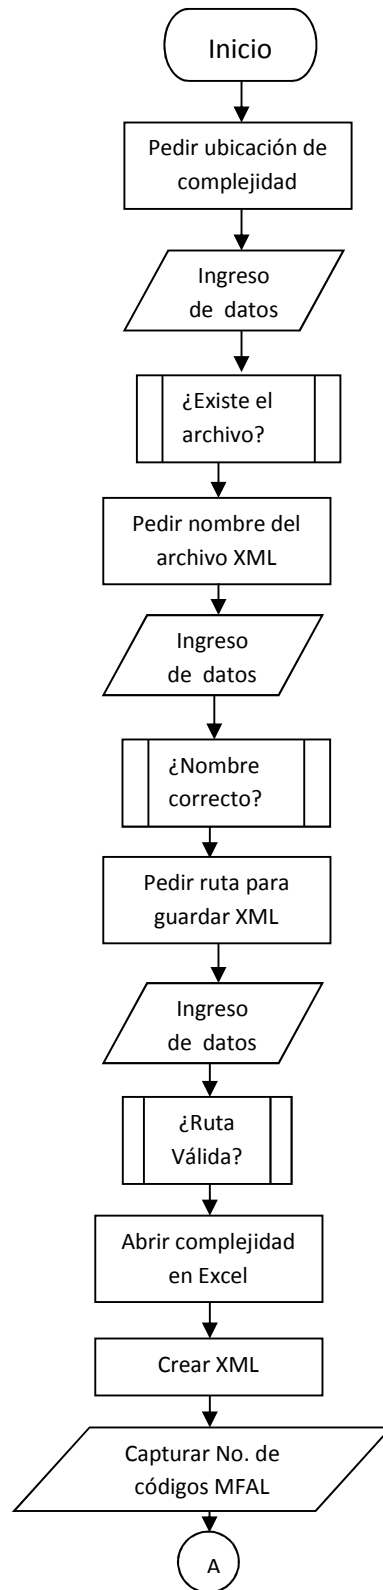 Inicio
Pedir ubicación de
complejidad
Ingreso
de datos
¿Existe el
archivo?
Pedir nombre del
archivo XML
Ingreso
de datos
¿Nombre
correcto?
Pedir ruta para
guardar XML
Ingreso
de datos
¿Ruta
Válida?
Abrir complejidad
en Excel
Crear XML
Capturar No. de
códigos MFAL
A